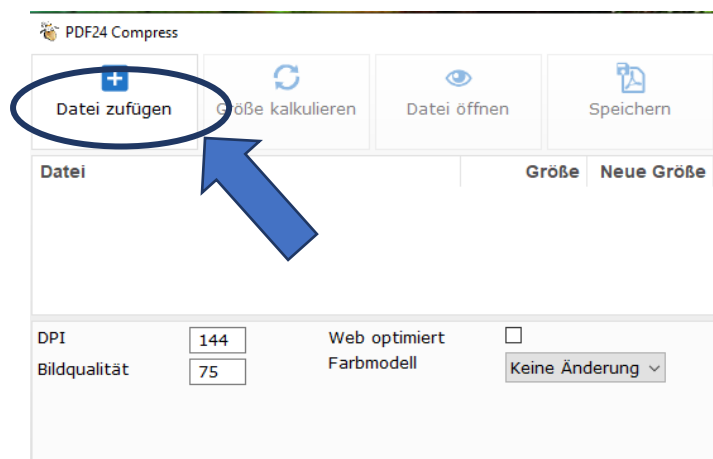 PDF24 Compress
Datei zufügen Größe kalkulieren Datei öffnen Speichern
Datei Größe Neue Größe
DPI 144 Web optimiert
Bildqualität 75 Farbmodell Keine Änderung